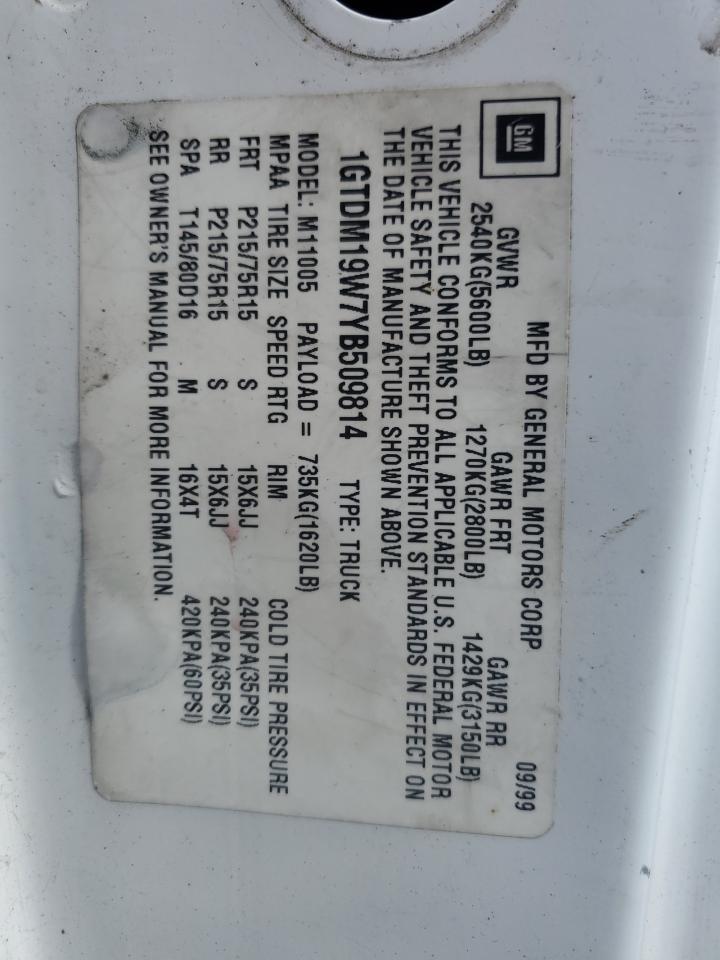 GM
MFD BY GENERAL MOTORS CORP 09/99
GVWR GAWR FRT GAWR RR
2540KG(5600LB) 1270KG(2800LB) 1429KG(3150LB)
THIS VEHICLE CONFORMS TO ALL APPLICABLE U.S. FEDERAL MOTOR
VEHICLE SAFETY AND THEFT PREVENTION STANDARDS IN EFFECT ON
THE DATE OF MANUFACTURE SHOWN ABOVE.
1GTDM19W7YB509814 TYPE: TRUCK
MODEL: M11005 PAYLOAD = 735KG(1620LB)
MPAA TIRE SIZE SPEED RTG RIM COLD TIRE PRESSURE
FRT P215/75R15 S 15X6JJ 240KPA(35PSI)
RR P215/75R15 S 15X6JJ 240KPA(35PSI)
SPA T145/80D16 M 16X4T 420KPA(60PSI)
SEE OWNER'S MANUAL FOR MORE INFORMATION.